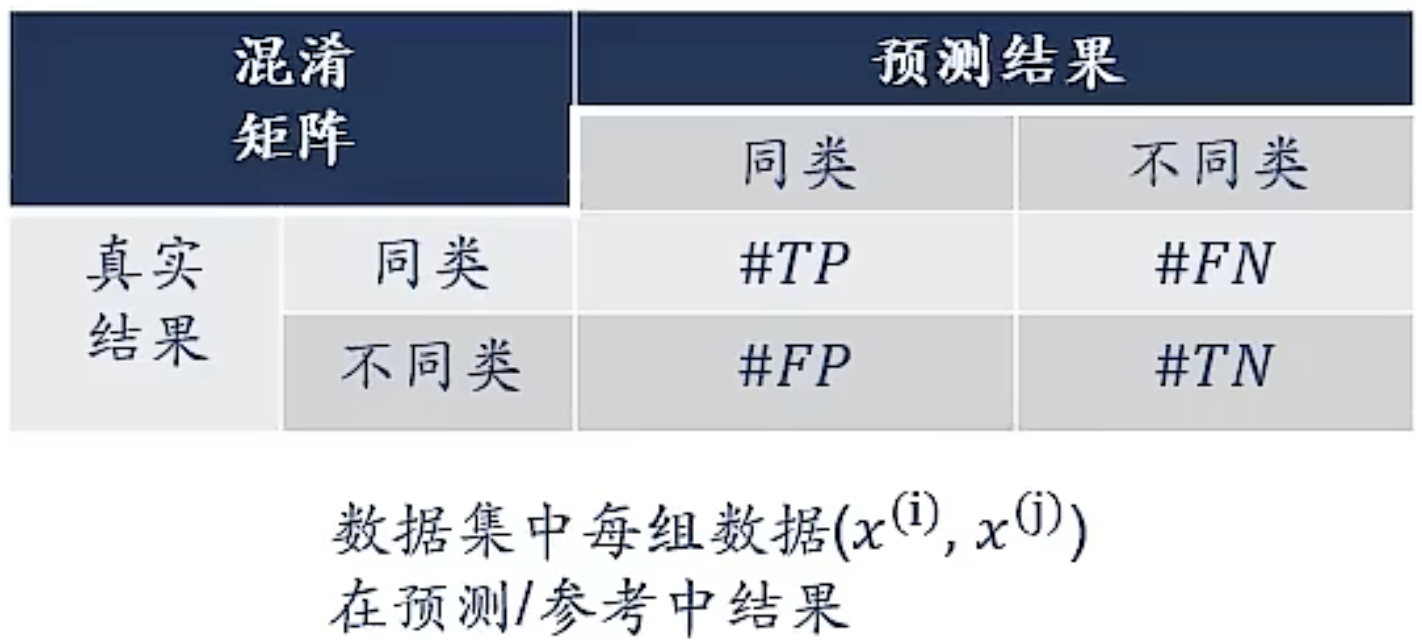 混淆
矩阵
预测结果
同类
不同类
真实
结果
同类
#TP
#FN
不同类
#FP
#TN
数据集中每组数据(x⁽ⁱ⁾, x⁽ʲ⁾)
在预测/参考中结果